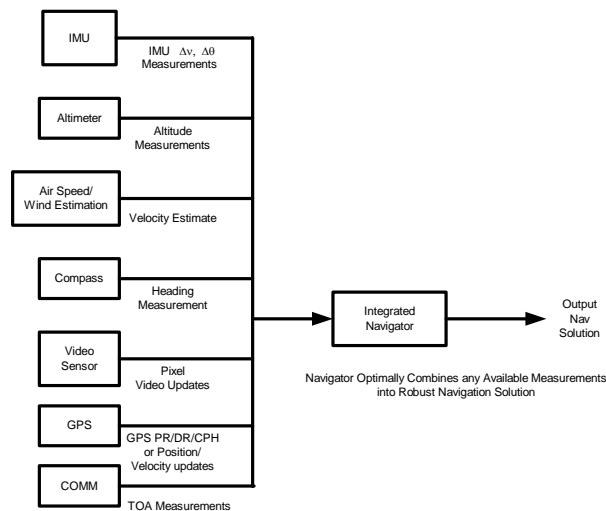 IMU
IMU Δv, Δθ
Measurements
Altimeter
Altitude
Measurements
Air Speed/
Wind Estimation
Velocity Estimate
Compass
Heading
Measurement
Integrated
Navigator
Output
Nav
Solution
Video
Sensor
Pixel
Video Updates
Navigator Optimally Combines any Available Measurements
into Robust Navigation Solution
GPS
GPS PR/DR/CPH
or Position/
Velocity updates
COMM
TOA Measurements